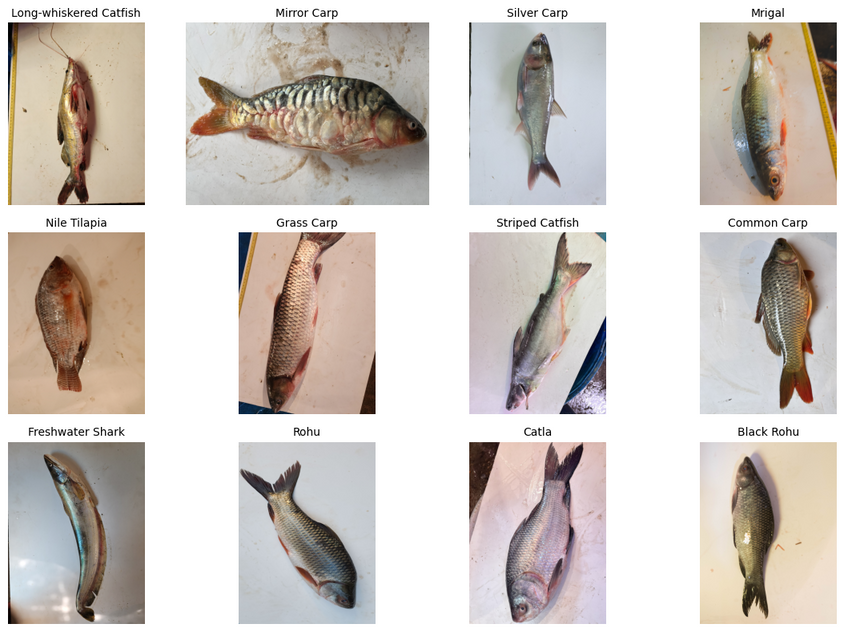 Long-whiskered Catfish
Mirror Carp
Silver Carp
Mrigal
Nile Tilapia
Grass Carp
Striped Catfish
Common Carp
Freshwater Shark
Rohu
Catla
Black Rohu